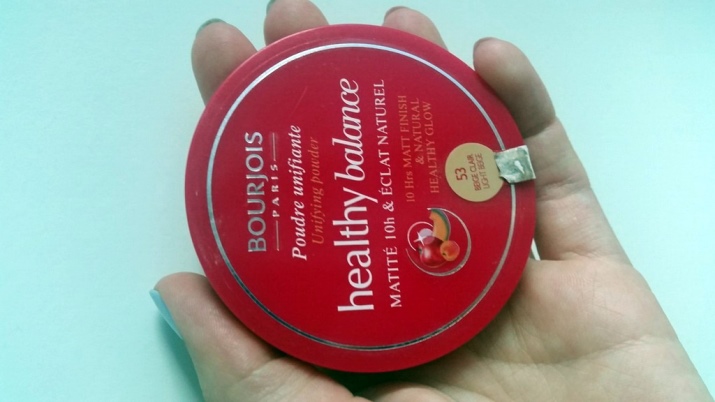 BOURJOIS
PARIS
Poudre unifiante
Unifying powder
healthy balance
MATITÉ 10h & ÉCLAT NATUREL
10 Hrs MATT FINISH
& NATURAL
HEALTHY GLOW
53
BEIGE CLAIR
LIGHT BEIGE